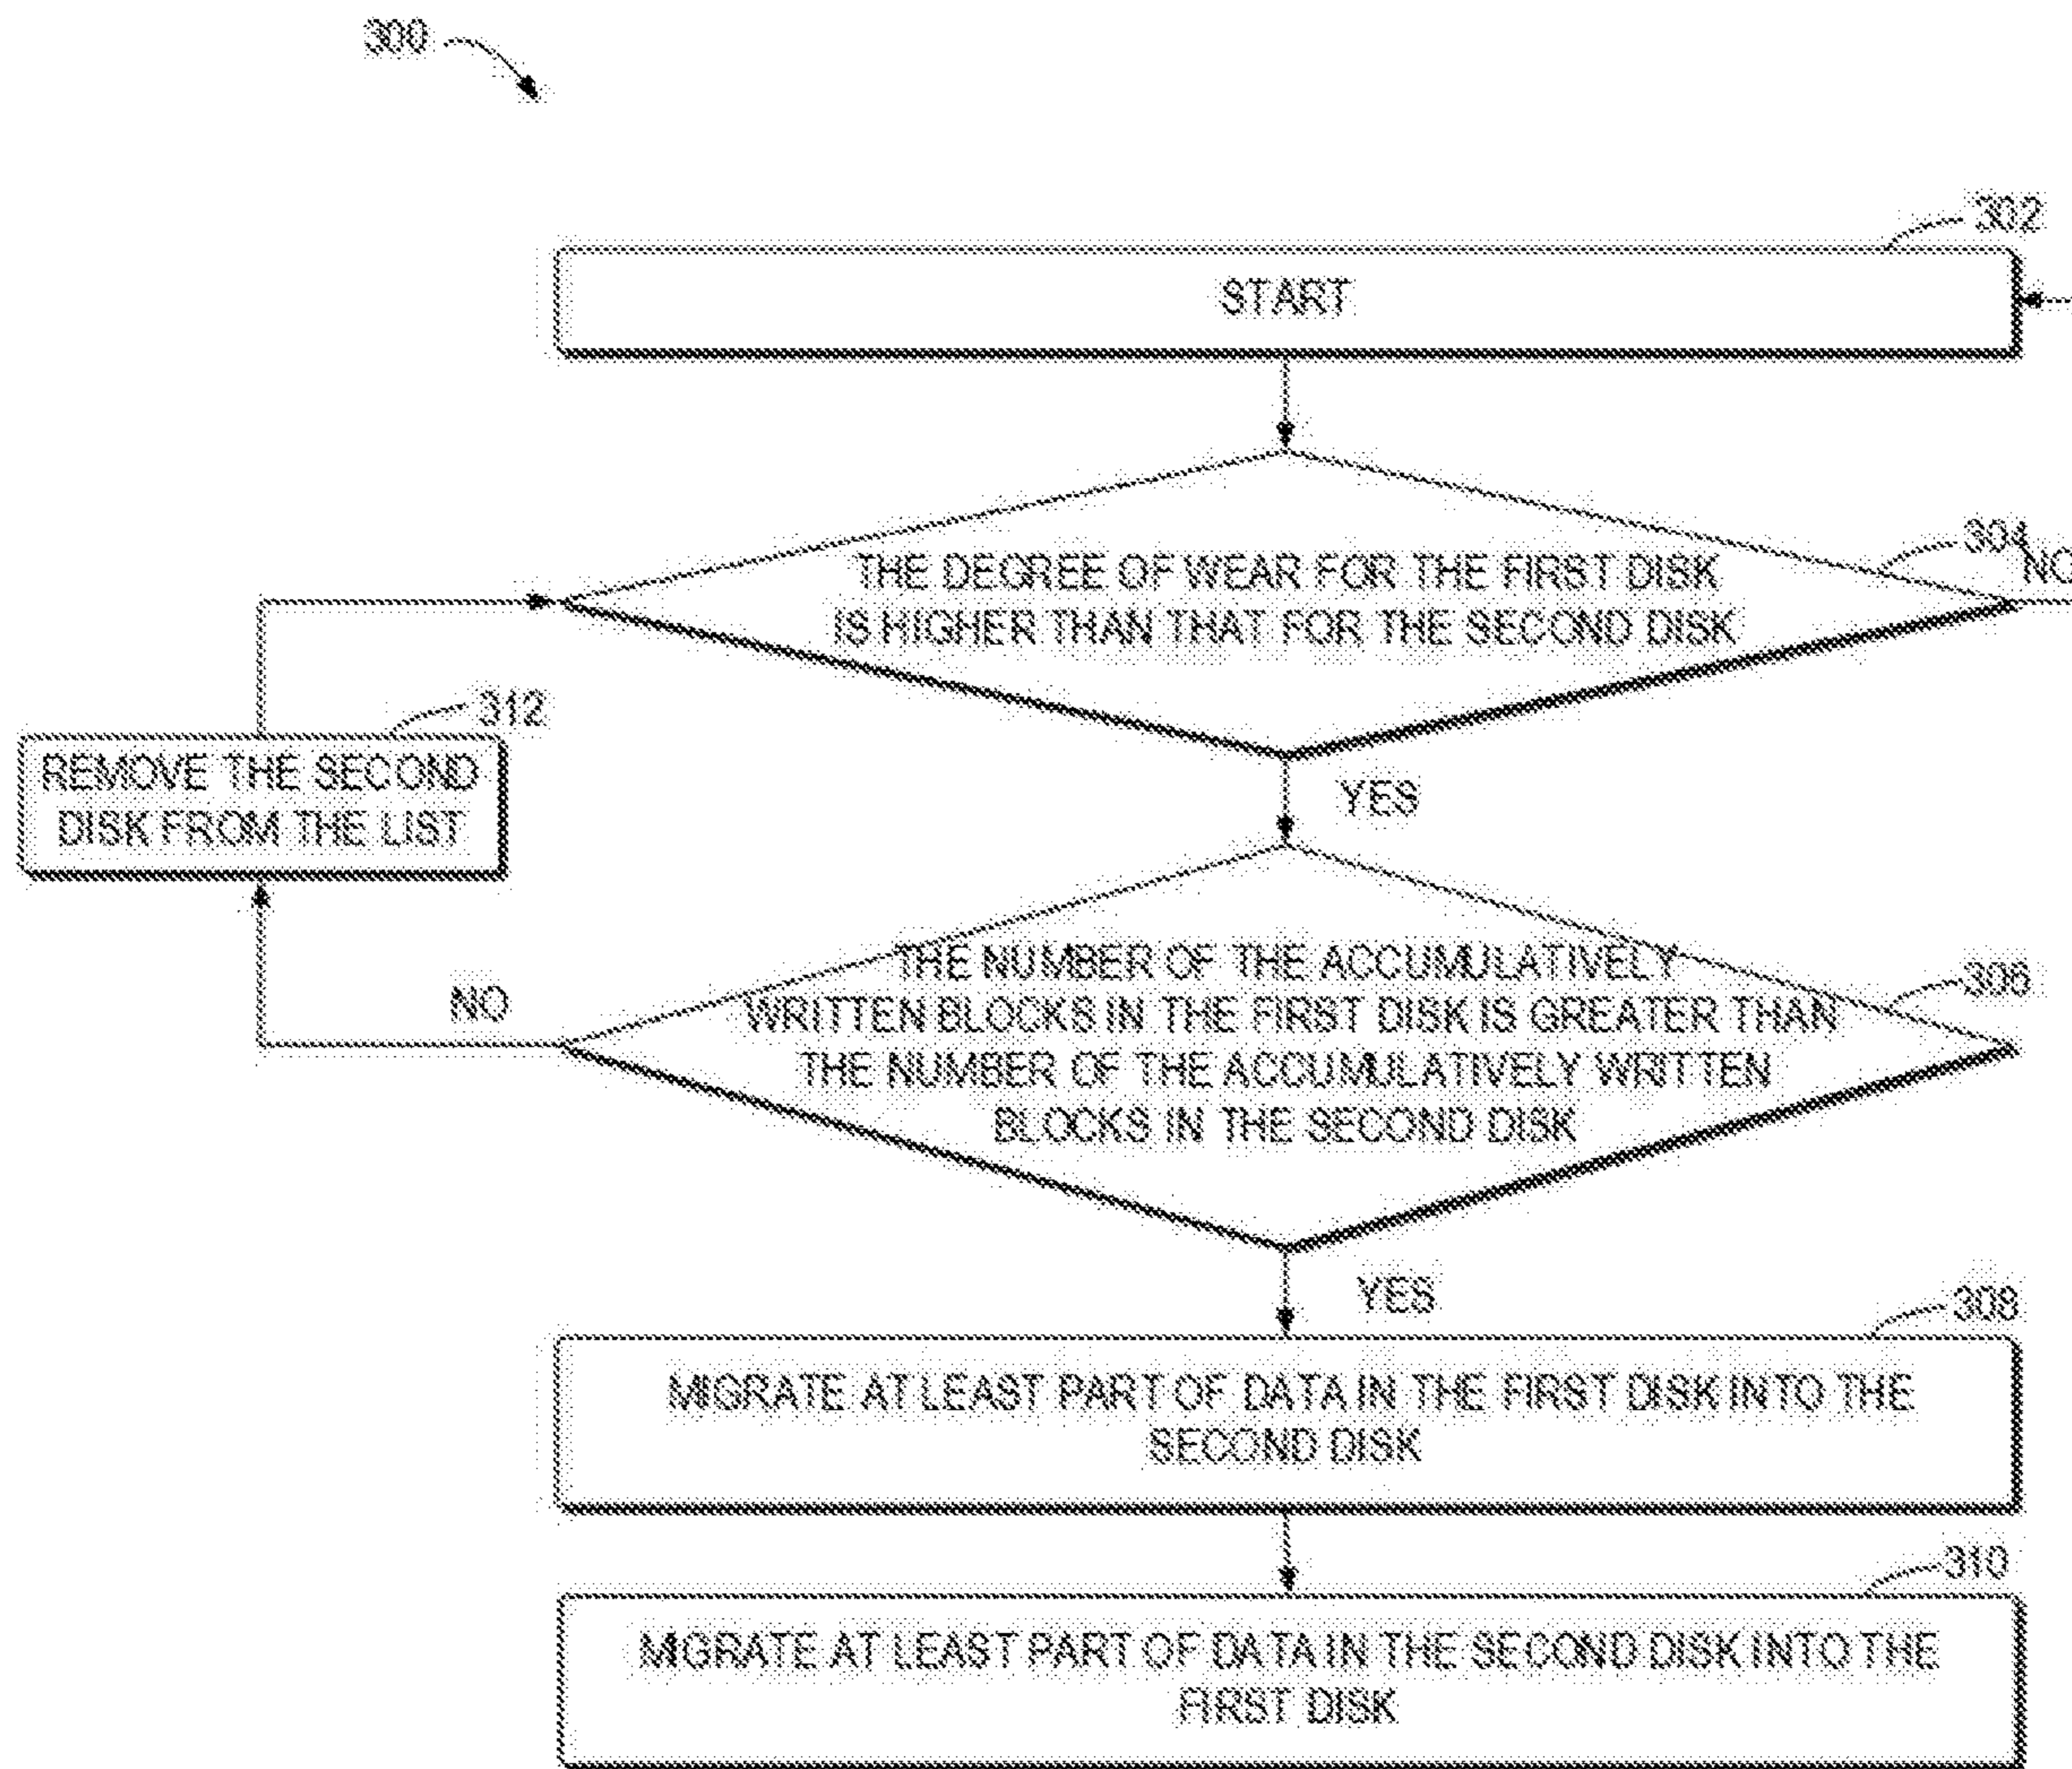 300
302
START
304
NO
THE DEGREE OF WEAR FOR THE FIRST DISK
IS HIGHER THAN THAT FOR THE SECOND DISK
312
REMOVE THE SECOND
DISK FROM THE LIST
YES
306
THE NUMBER OF THE ACCUMULATIVELY
WRITTEN BLOCKS IN THE FIRST DISK IS GREATER THAN
THE NUMBER OF THE ACCUMULATIVELY WRITTEN
BLOCKS IN THE SECOND DISK
NO
YES
308
MIGRATE AT LEAST PART OF DATA IN THE FIRST DISK INTO THE
SECOND DISK
310
MIGRATE AT LEAST PART OF DATA IN THE SECOND DISK INTO THE
FIRST DISK